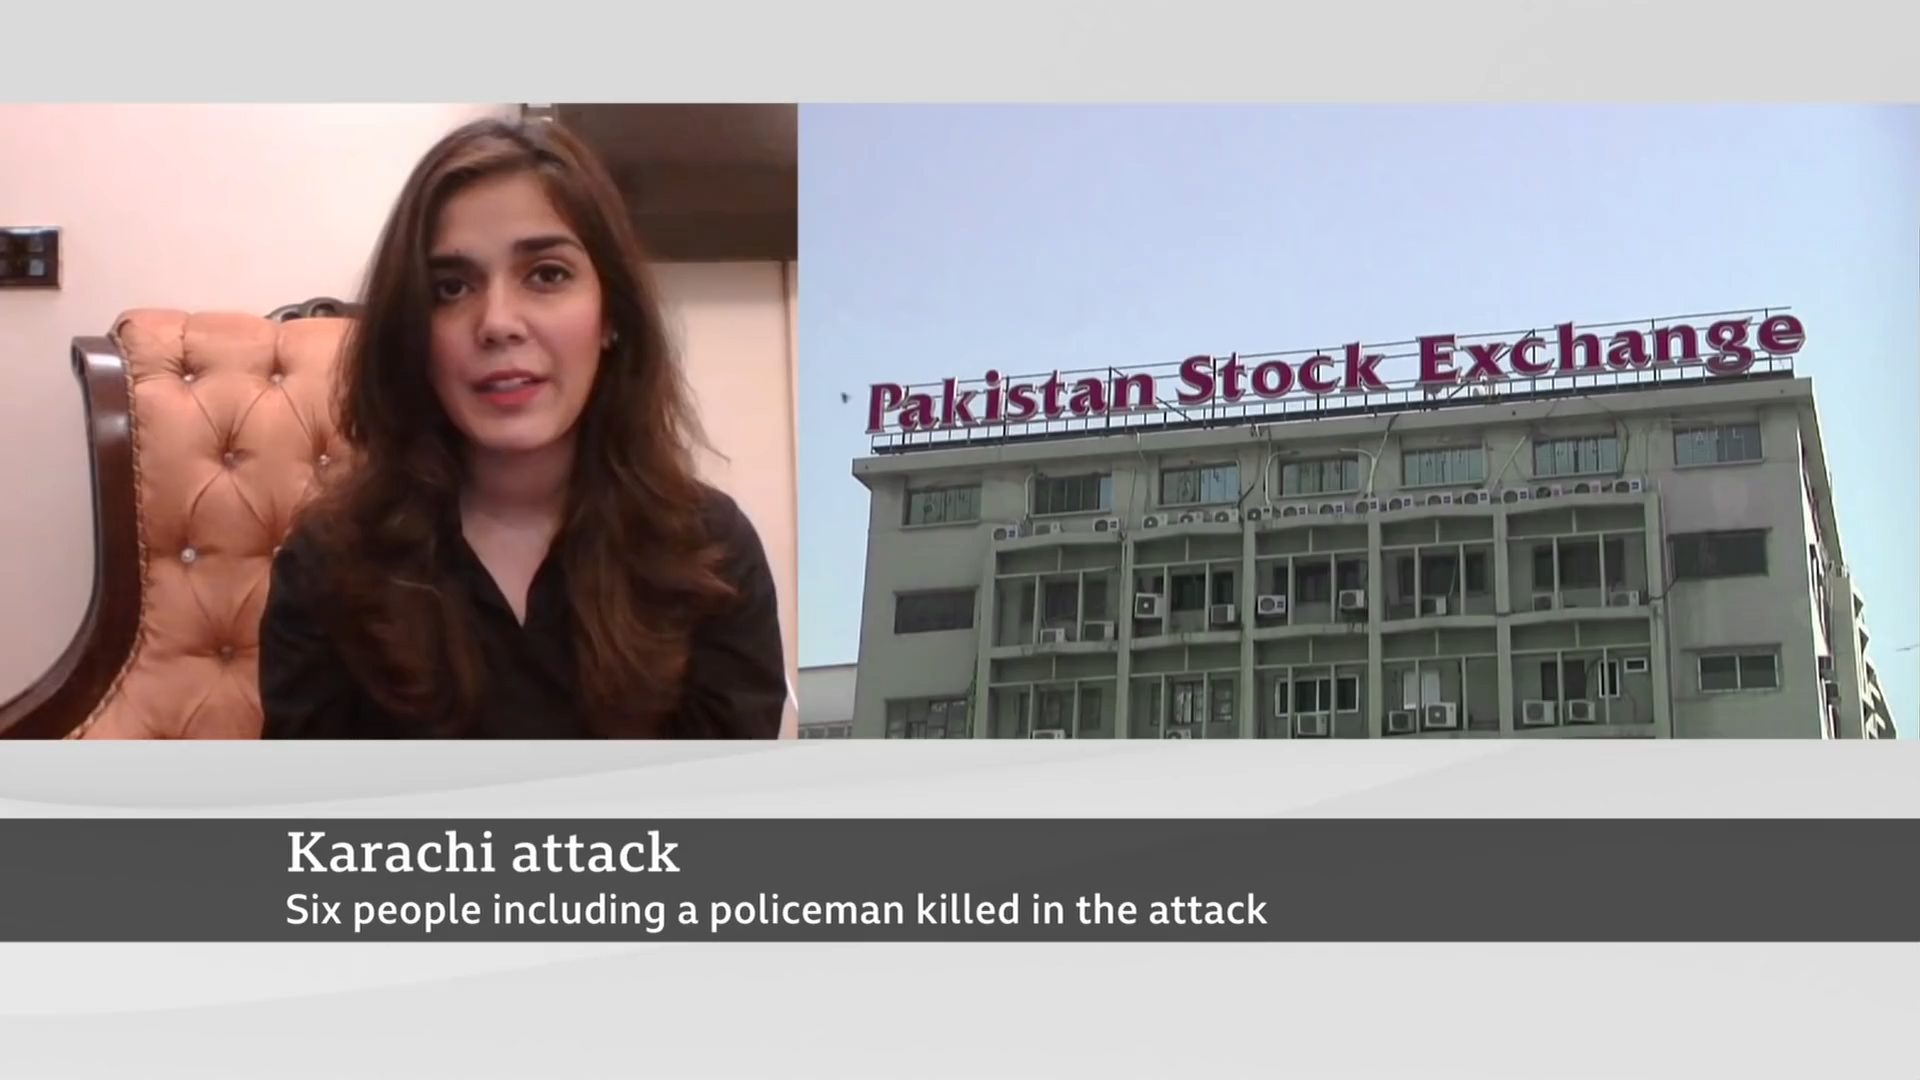 Pakistan Stock Exchange
Karachi attack
Six people including a policeman killed in the attack